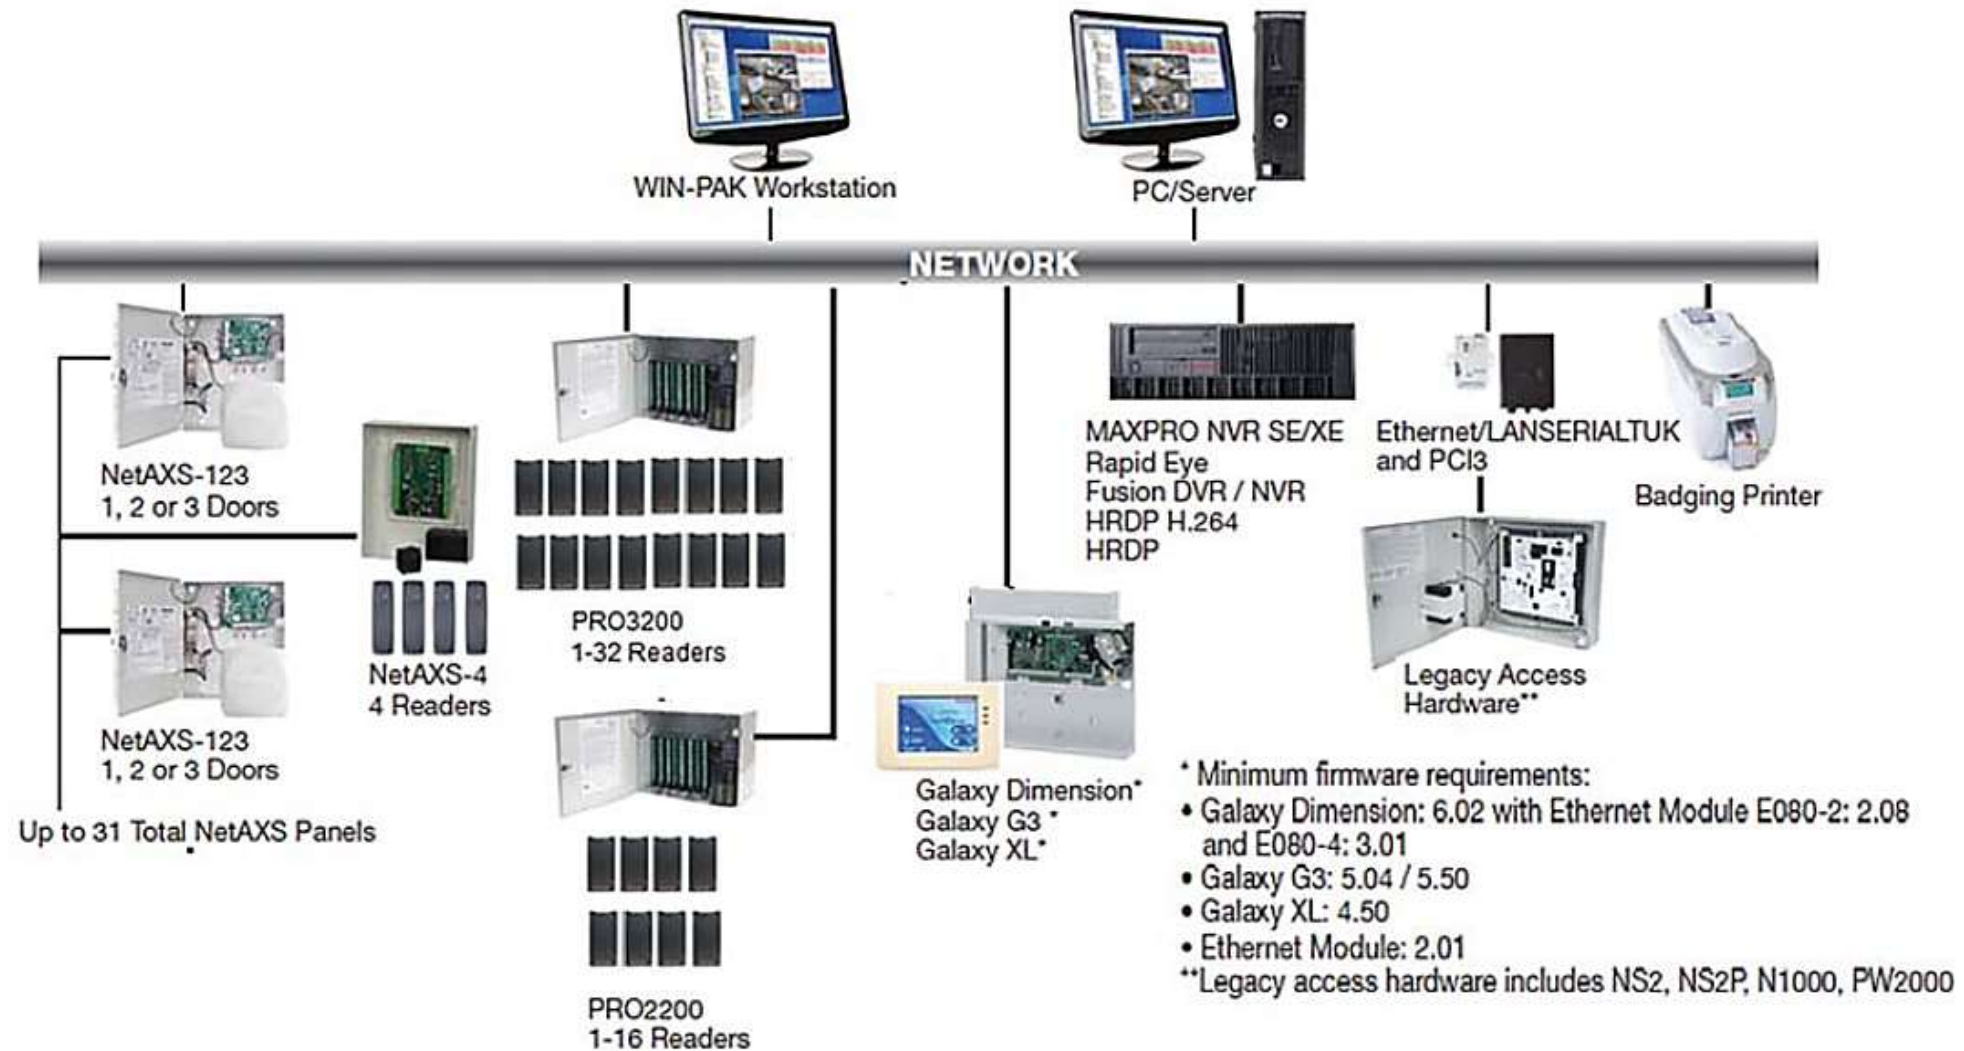 WIN-PAK Workstation
PC/Server
NETWORK
NetAXS-123
1, 2 or 3 Doors
NetAXS-4
4 Readers
NetAXS-123
1, 2 or 3 Doors
Up to 31 Total NetAXS Panels
PRO3200
1-32 Readers
PRO2200
1-16 Readers
Galaxy Dimension*
Galaxy G3 *
Galaxy XL*
MAXPRO NVR SE/XE
Rapid Eye
Fusion DVR / NVR
HRDP H.264
HRDP
Ethernet/LANSERIALTUK
and PCI3
Legacy Access
Hardware**
Badging Printer
* Minimum firmware requirements:
• Galaxy Dimension: 6.02 with Ethernet Module E080-2: 2.08
and E080-4: 3.01
• Galaxy G3: 5.04 / 5.50
• Galaxy XL: 4.50
• Ethernet Module: 2.01
**Legacy access hardware includes NS2, NS2P, N1000, PW2000